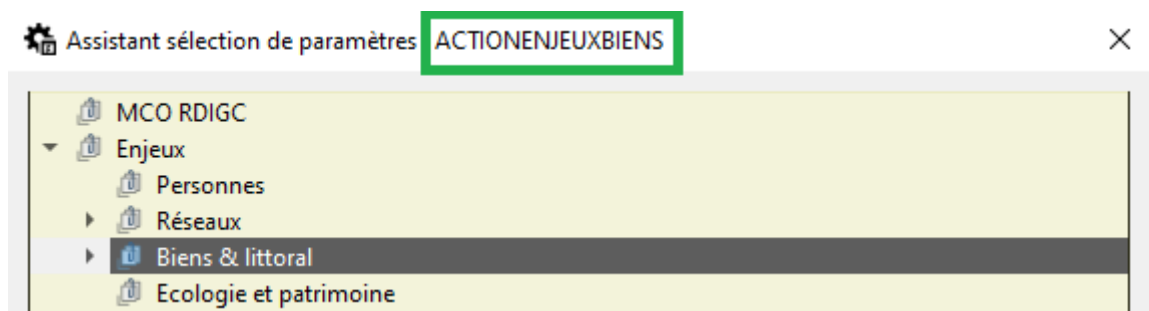 Assistant sélection de paramètres ACTIONENJEUXBIENS
MCO RDIGC
Enjeux
Personnes
Réseaux
Biens & littoral
Ecologie et patrimoine